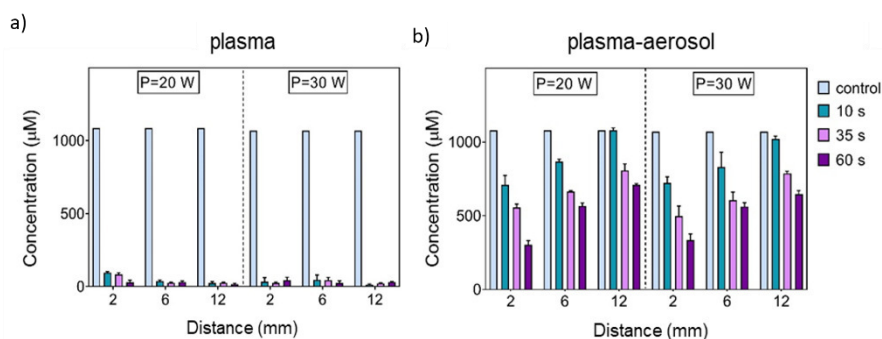 a)
plasma
P=20 W
P=30 W
Concentration (µM)
1000
500
0
2
6
12
2
6
12
Distance (mm)
b)
plasma-aerosol
P=20 W
P=30 W
Concentration (µM)
1000
500
0
2
6
12
2
6
12
Distance (mm)
control
10 s
35 s
60 s